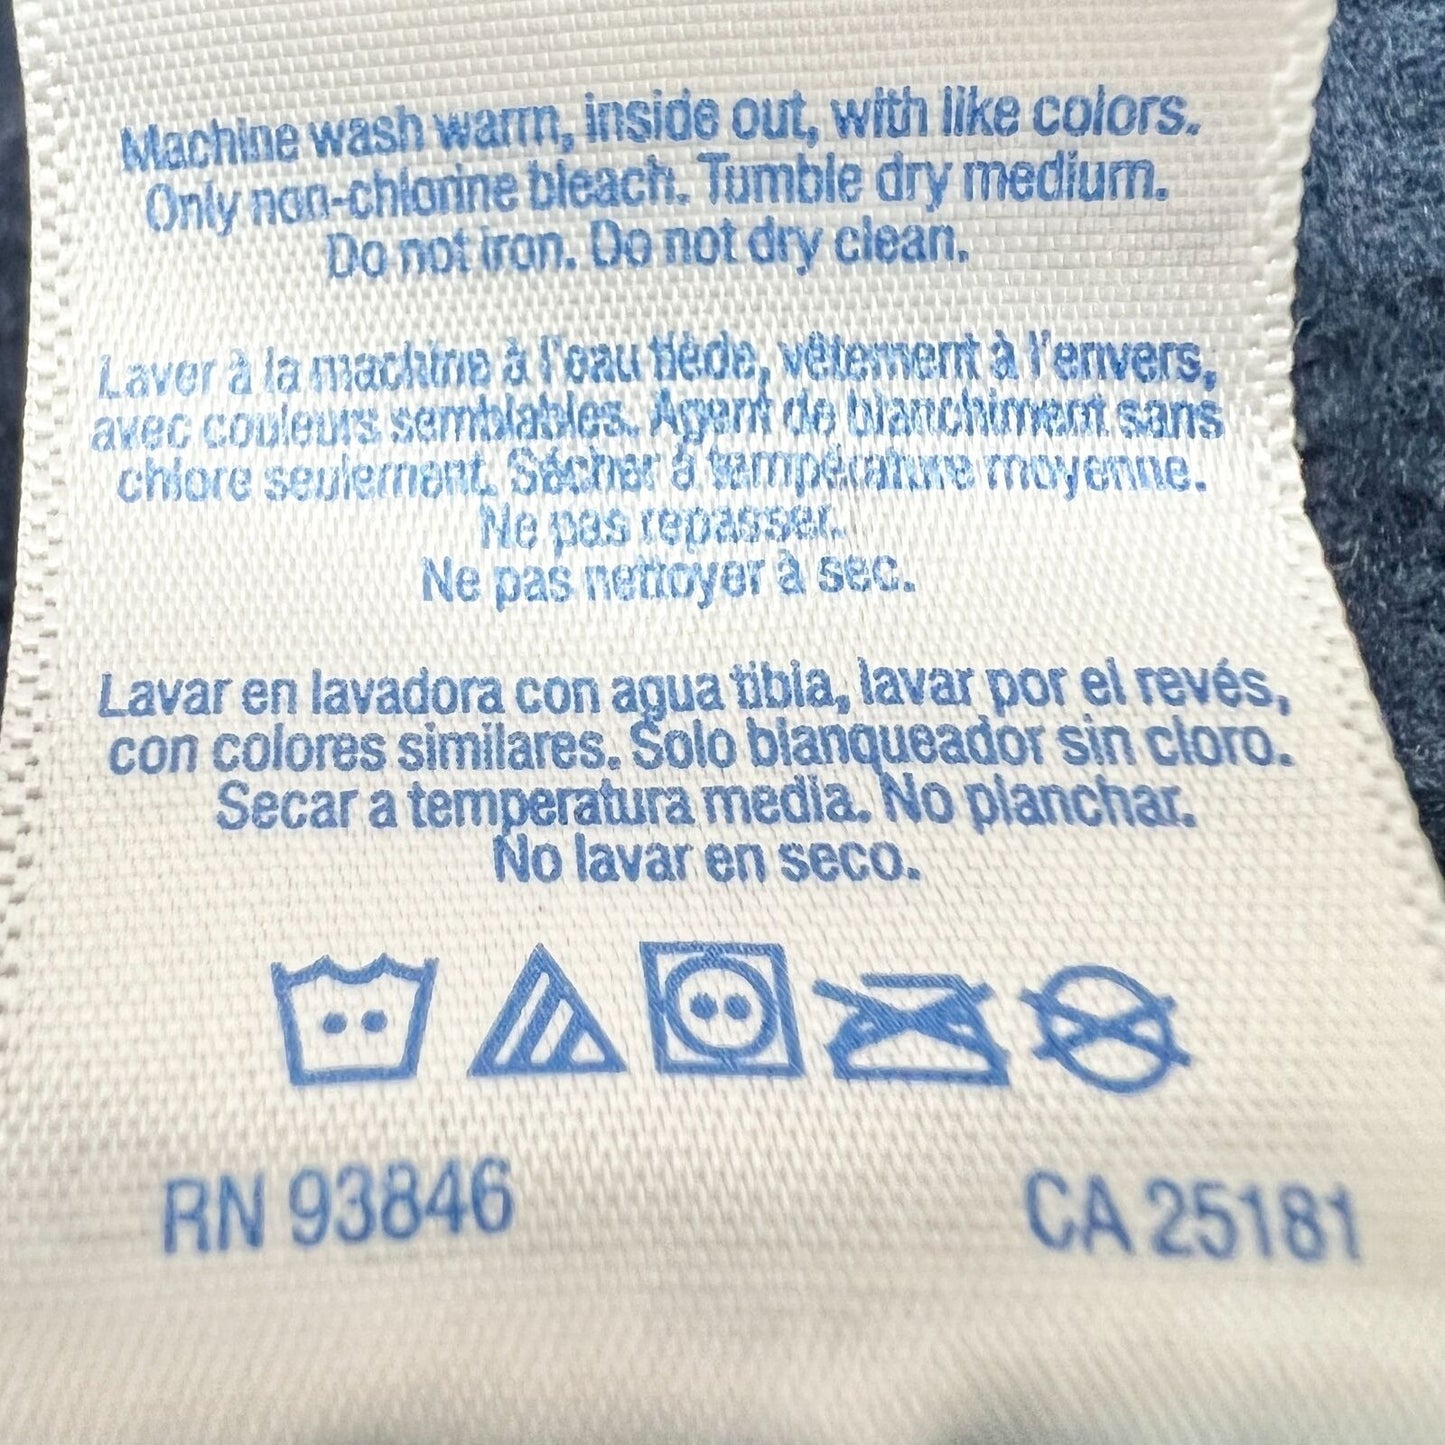 Machine wash warm, inside out, with like colors.
Only non-chlorine bleach. Tumble dry medium.
Do not iron. Do not dry clean.
Laver à la machine à l'eau tiède, vêtement à l'envers,
avec couleurs semblables. Agent de blanchiment sans
chlore seulement. Sécher à température moyenne.
Ne pas repasser.
Ne pas nettoyer à sec.
Lavar en lavadora con agua tibia, lavar por el revés,
con colores similares. Solo blanqueador sin cloro.
Secar a temperatura media. No planchar.
No lavar en seco.
RN 93846 CA 25181